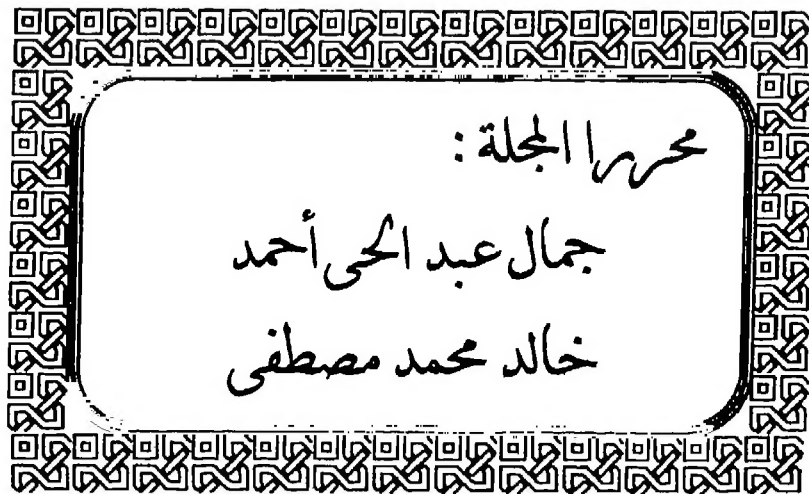 محررا المجلة :
جمال عبد الحى أحمد
خالد محمد مصطفى